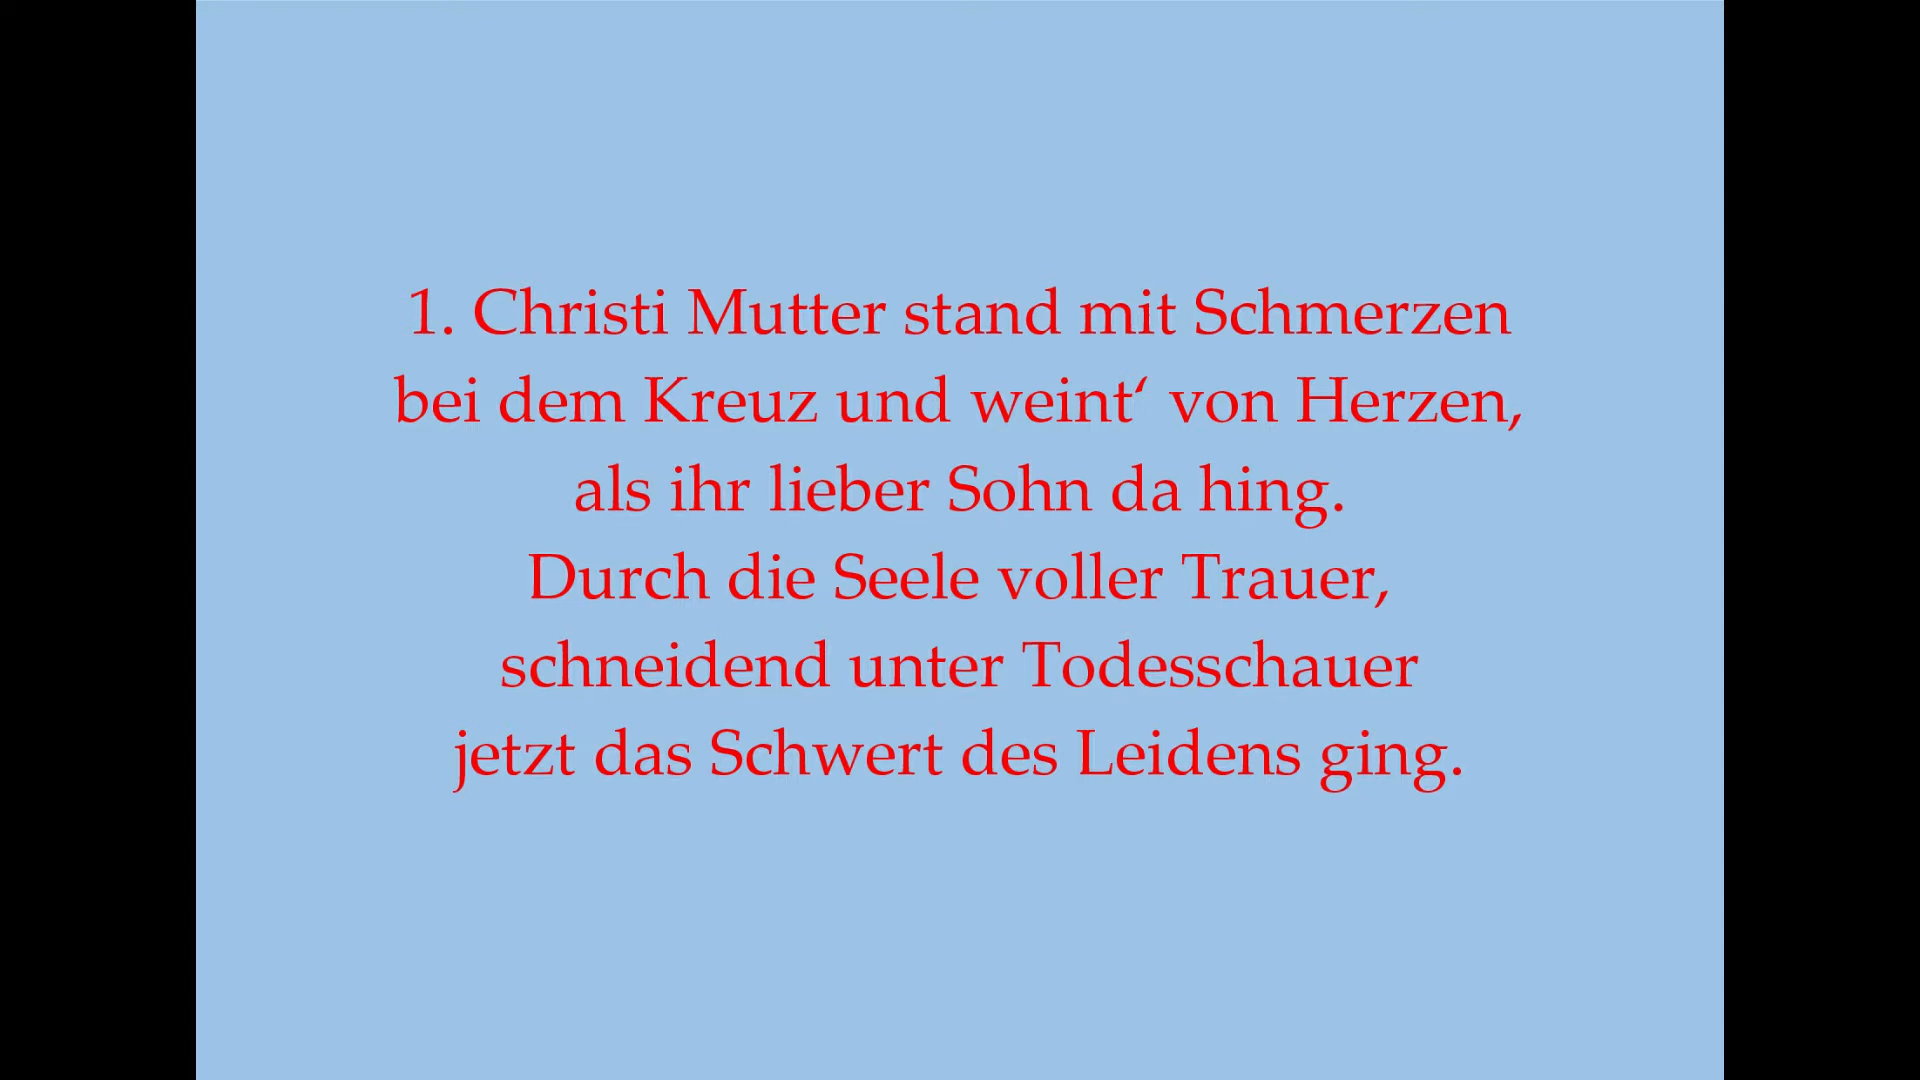 1. Christi Mutter stand mit Schmerzen
bei dem Kreuz und weint‘ von Herzen,
als ihr lieber Sohn da hing.
Durch die Seele voller Trauer,
schneidend unter Todesschauer
jetzt das Schwert des Leidens ging.